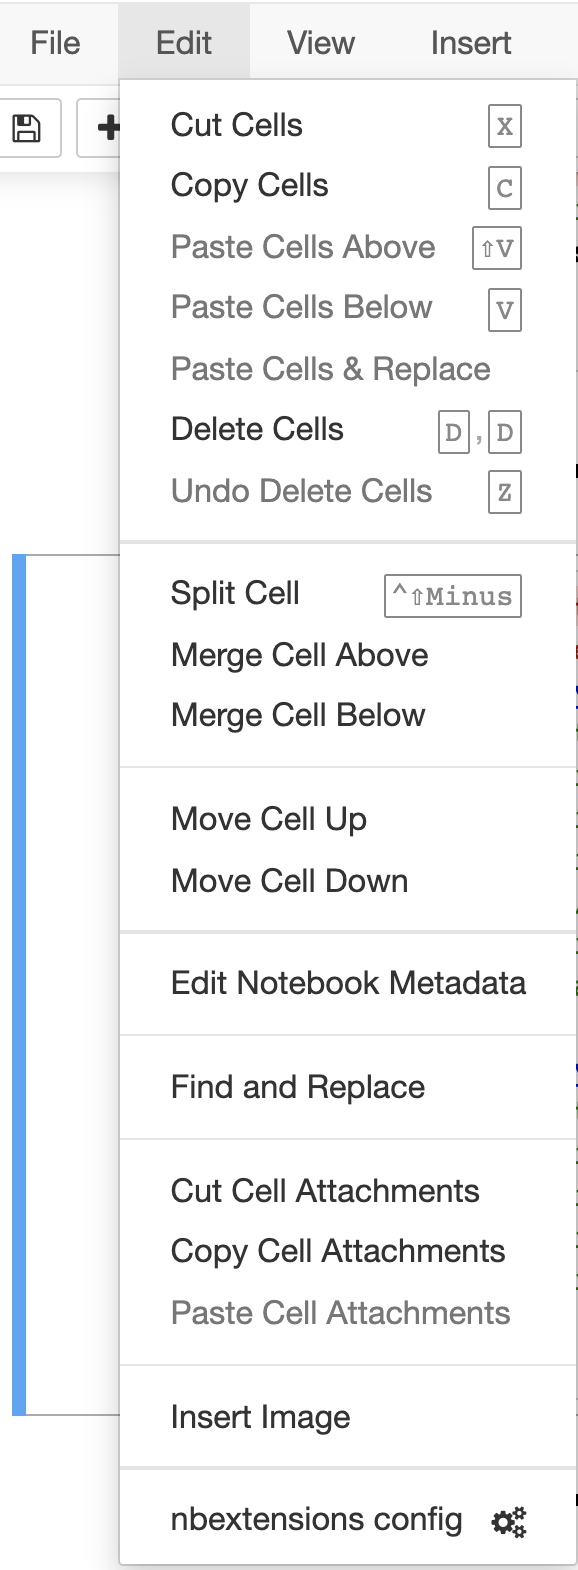 File Edit View Insert
Cut Cells X
Copy Cells C
Paste Cells Above ⇧V
Paste Cells Below V
Paste Cells & Replace
Delete Cells D , D
Undo Delete Cells Z
Split Cell ^⇧Minus
Merge Cell Above
Merge Cell Below
Move Cell Up
Move Cell Down
Edit Notebook Metadata
Find and Replace
Cut Cell Attachments
Copy Cell Attachments
Paste Cell Attachments
Insert Image
nbextensions config